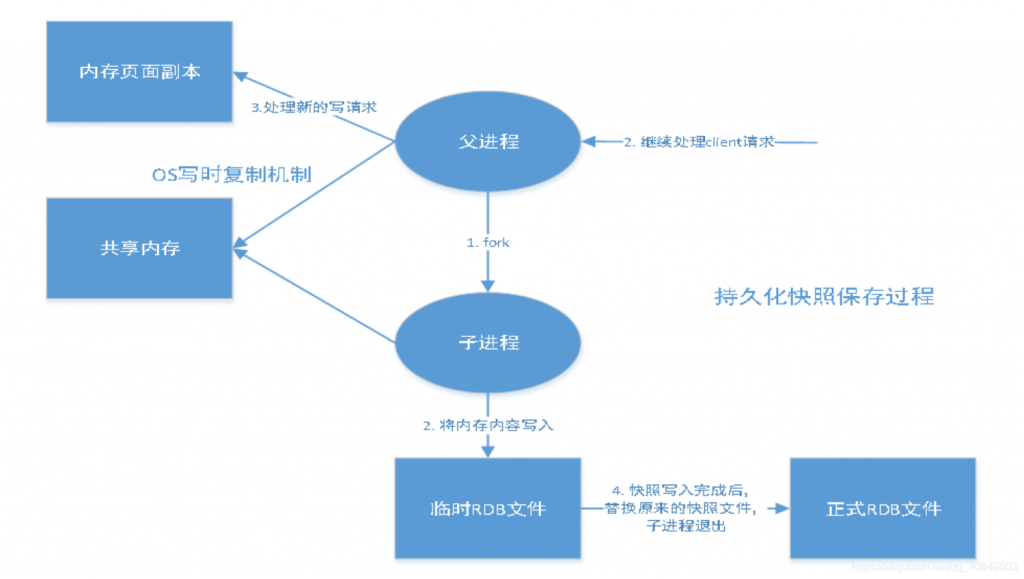 内存页面副本
3.处理新的写请求
父进程
2. 继续处理client请求
OS写时复制机制
共享内存
1. fork
持久化快照保存过程
子进程
2. 将内存内容写入
临时RDB文件
4. 快照写入完成后,
替换原来的快照文件,
子进程退出
正式RDB文件
https://blog.csdn.net/qq_40649503